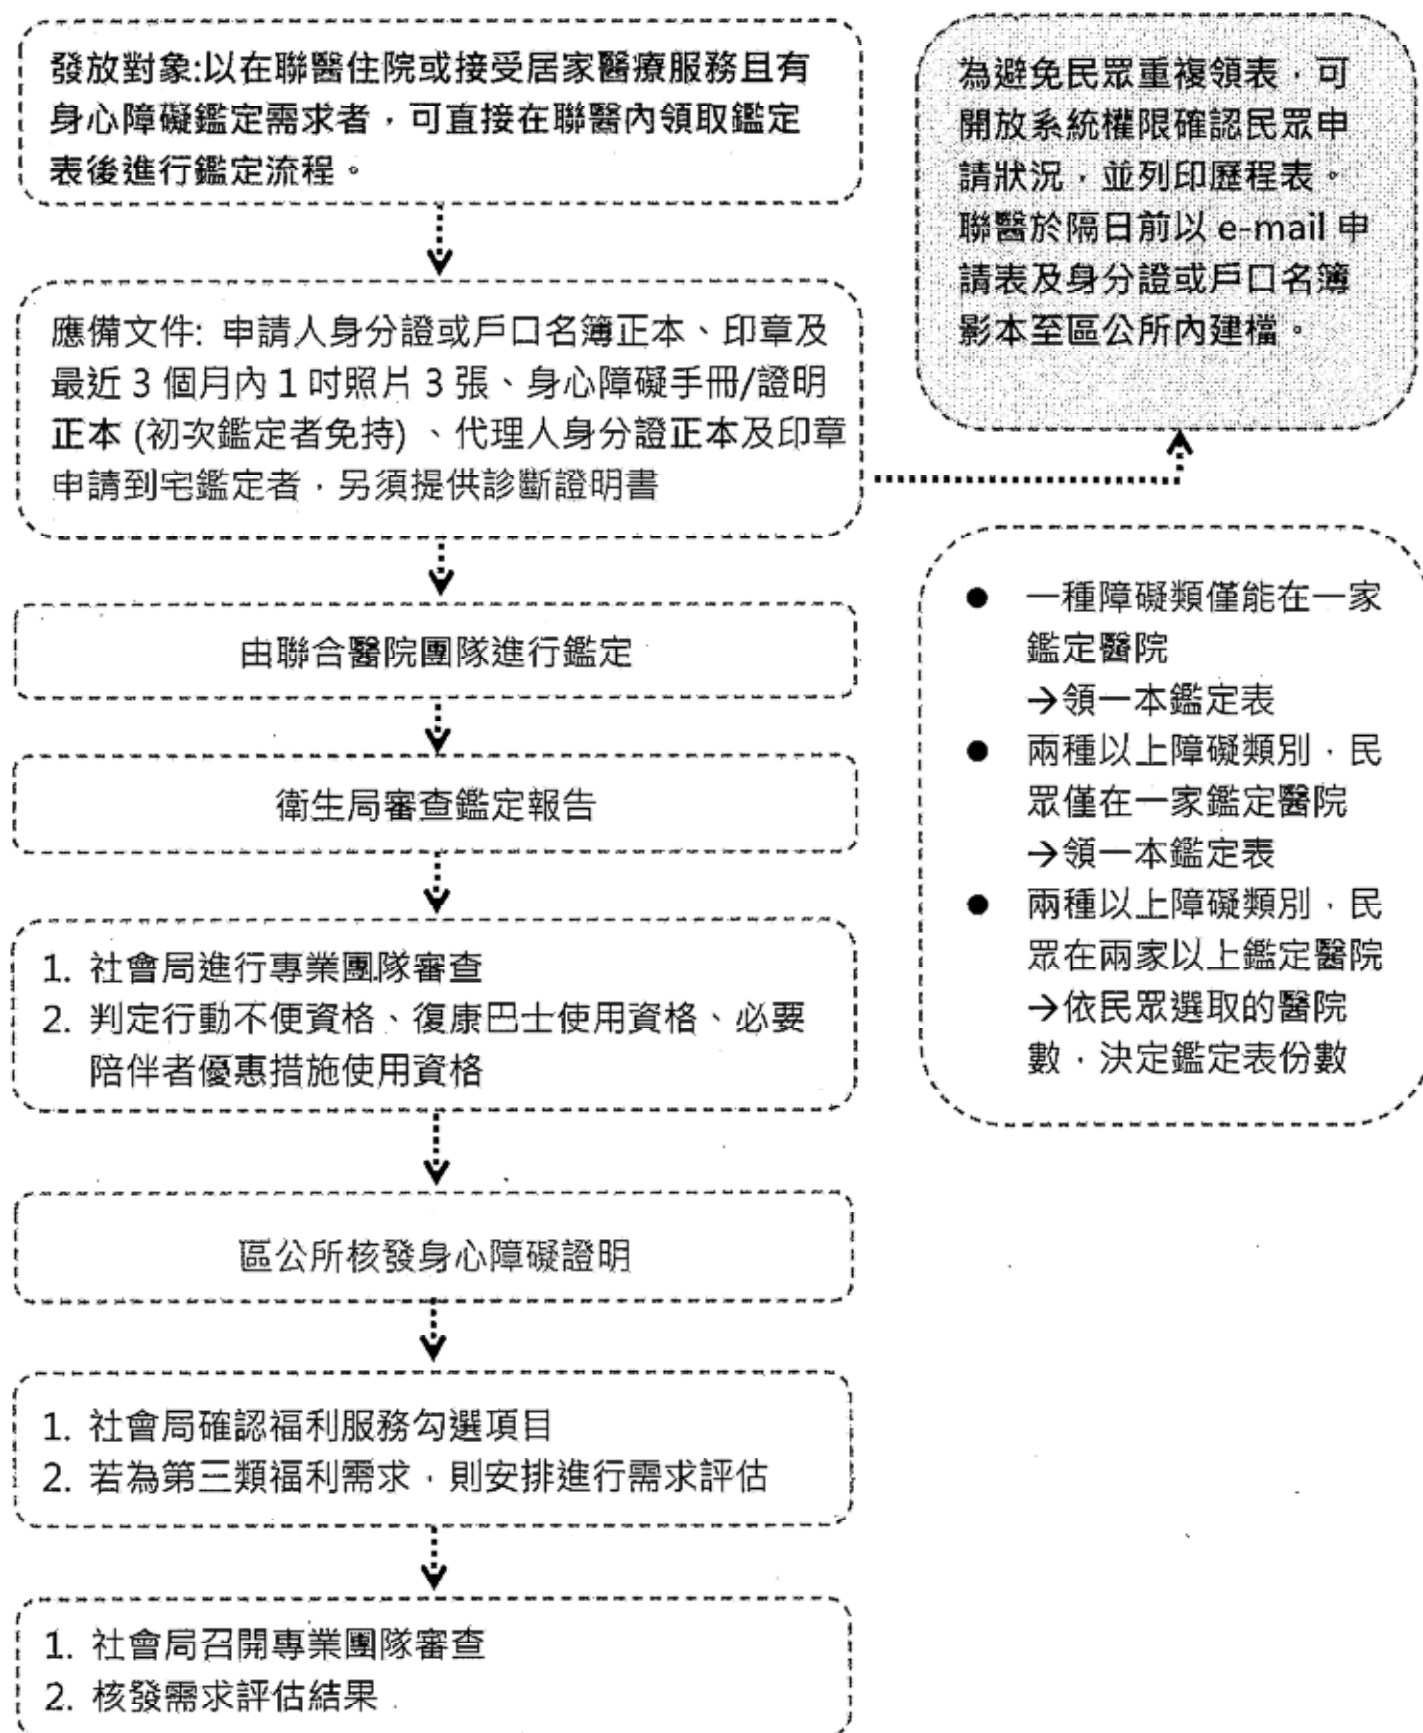 發放對象:以在聯醫住院或接受居家醫療服務且有
身心障礙鑑定需求者，可直接在聯醫內領取鑑定
表後進行鑑定流程。
為避免民眾重複領表，可
開放系統權限確認民眾申
請狀況，並列印歷程表。
聯醫於隔日前以 e-mail 申
請表及身分證或戶口名簿
影本至區公所內建檔。
應備文件: 申請人身分證或戶口名簿正本、印章及
最近 3 個月內 1 吋照片 3 張、身心障礙手冊/證明
正本 (初次鑑定者免持) 、代理人身分證正本及印章
申請到宅鑑定者，另須提供診斷證明書
由聯合醫院團隊進行鑑定
衛生局審查鑑定報告
1. 社會局進行專業團隊審查
2. 判定行動不便資格、復康巴士使用資格、必要
陪伴者優惠措施使用資格
區公所核發身心障礙證明
1. 社會局確認福利服務勾選項目
2. 若為第三類福利需求，則安排進行需求評估
1. 社會局召開專業團隊審查
2. 核發需求評估結果
● 一種障礙類僅能在一家
鑑定醫院
→領一本鑑定表
● 兩種以上障礙類別，民
眾僅在一家鑑定醫院
→領一本鑑定表
● 兩種以上障礙類別，民
眾在兩家以上鑑定醫院
→依民眾選取的醫院
數，決定鑑定表份數